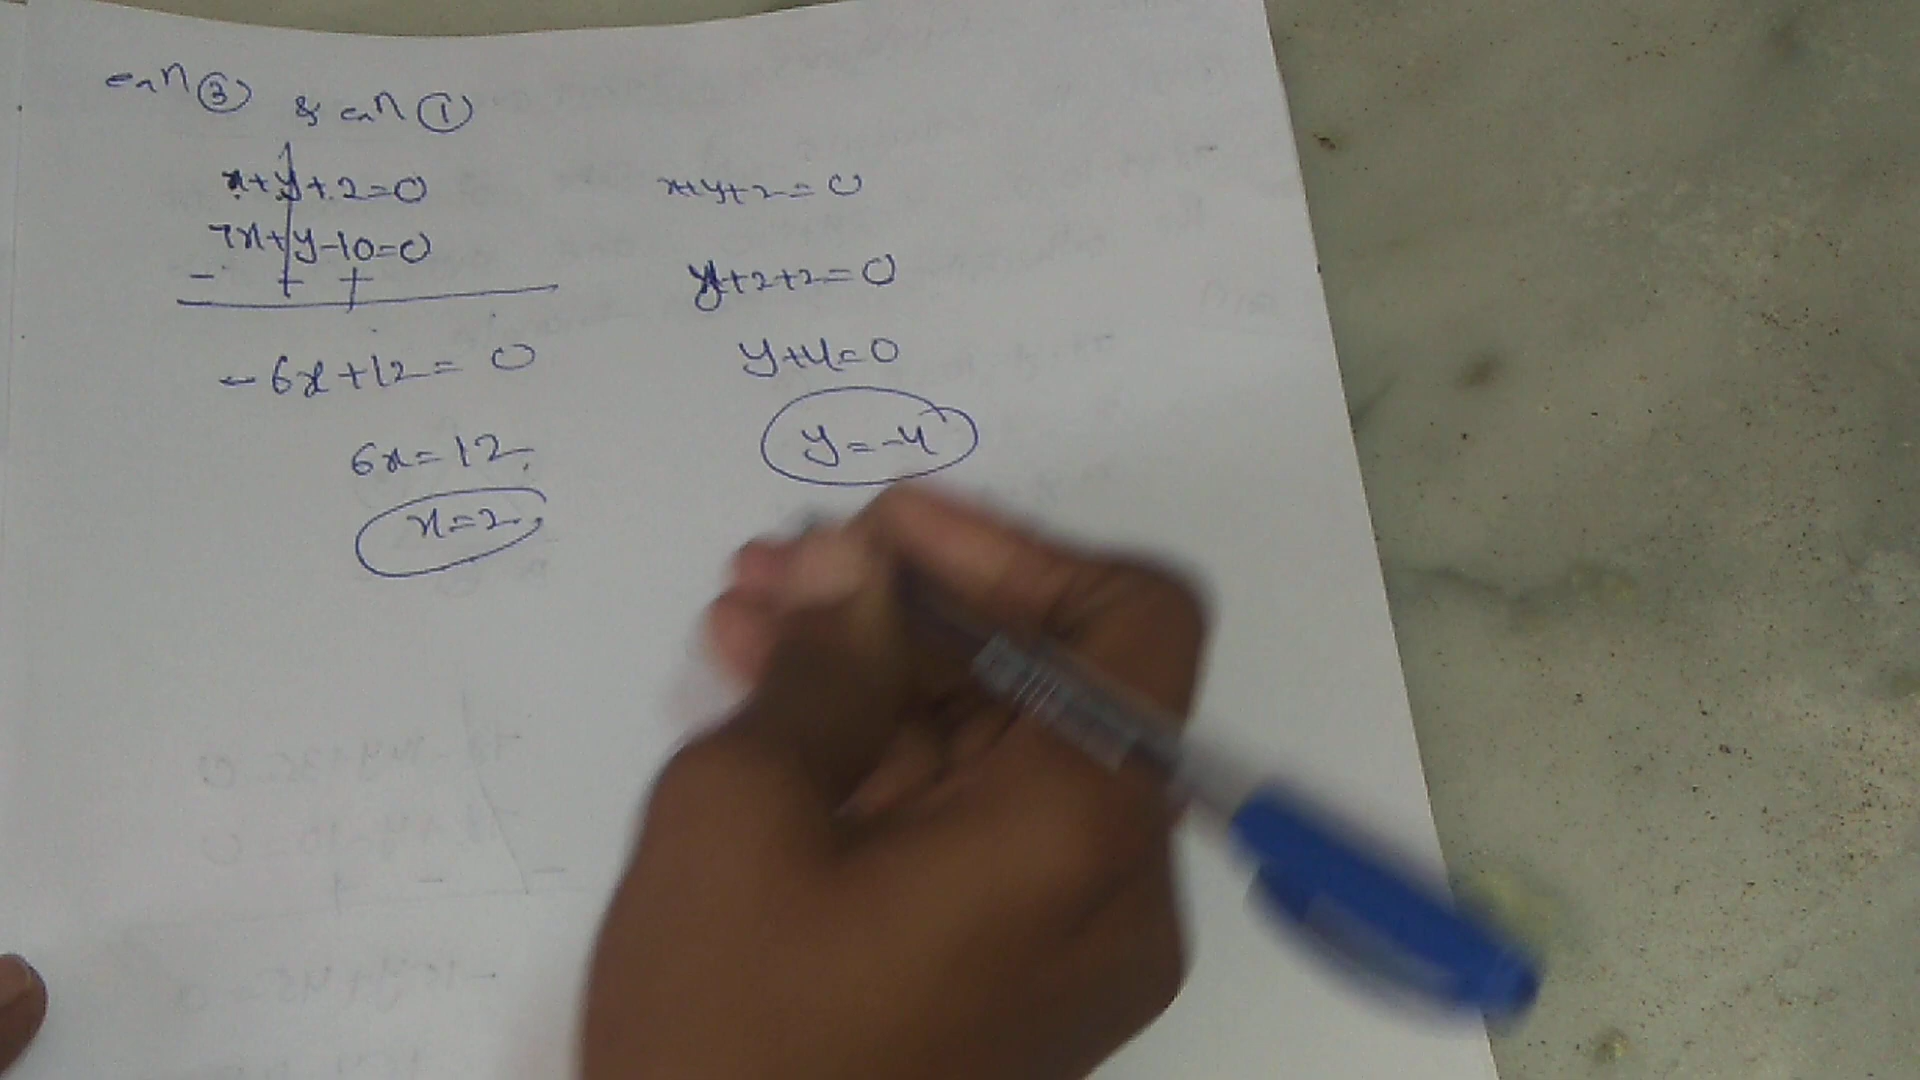 eqn ③ & eqn ①
x+y+2=0
7x+y-10=0
- - +
-6x+12=0
6x=12
x=2
x+y+2=0
y+2+2=0
y+4=0
y=-4